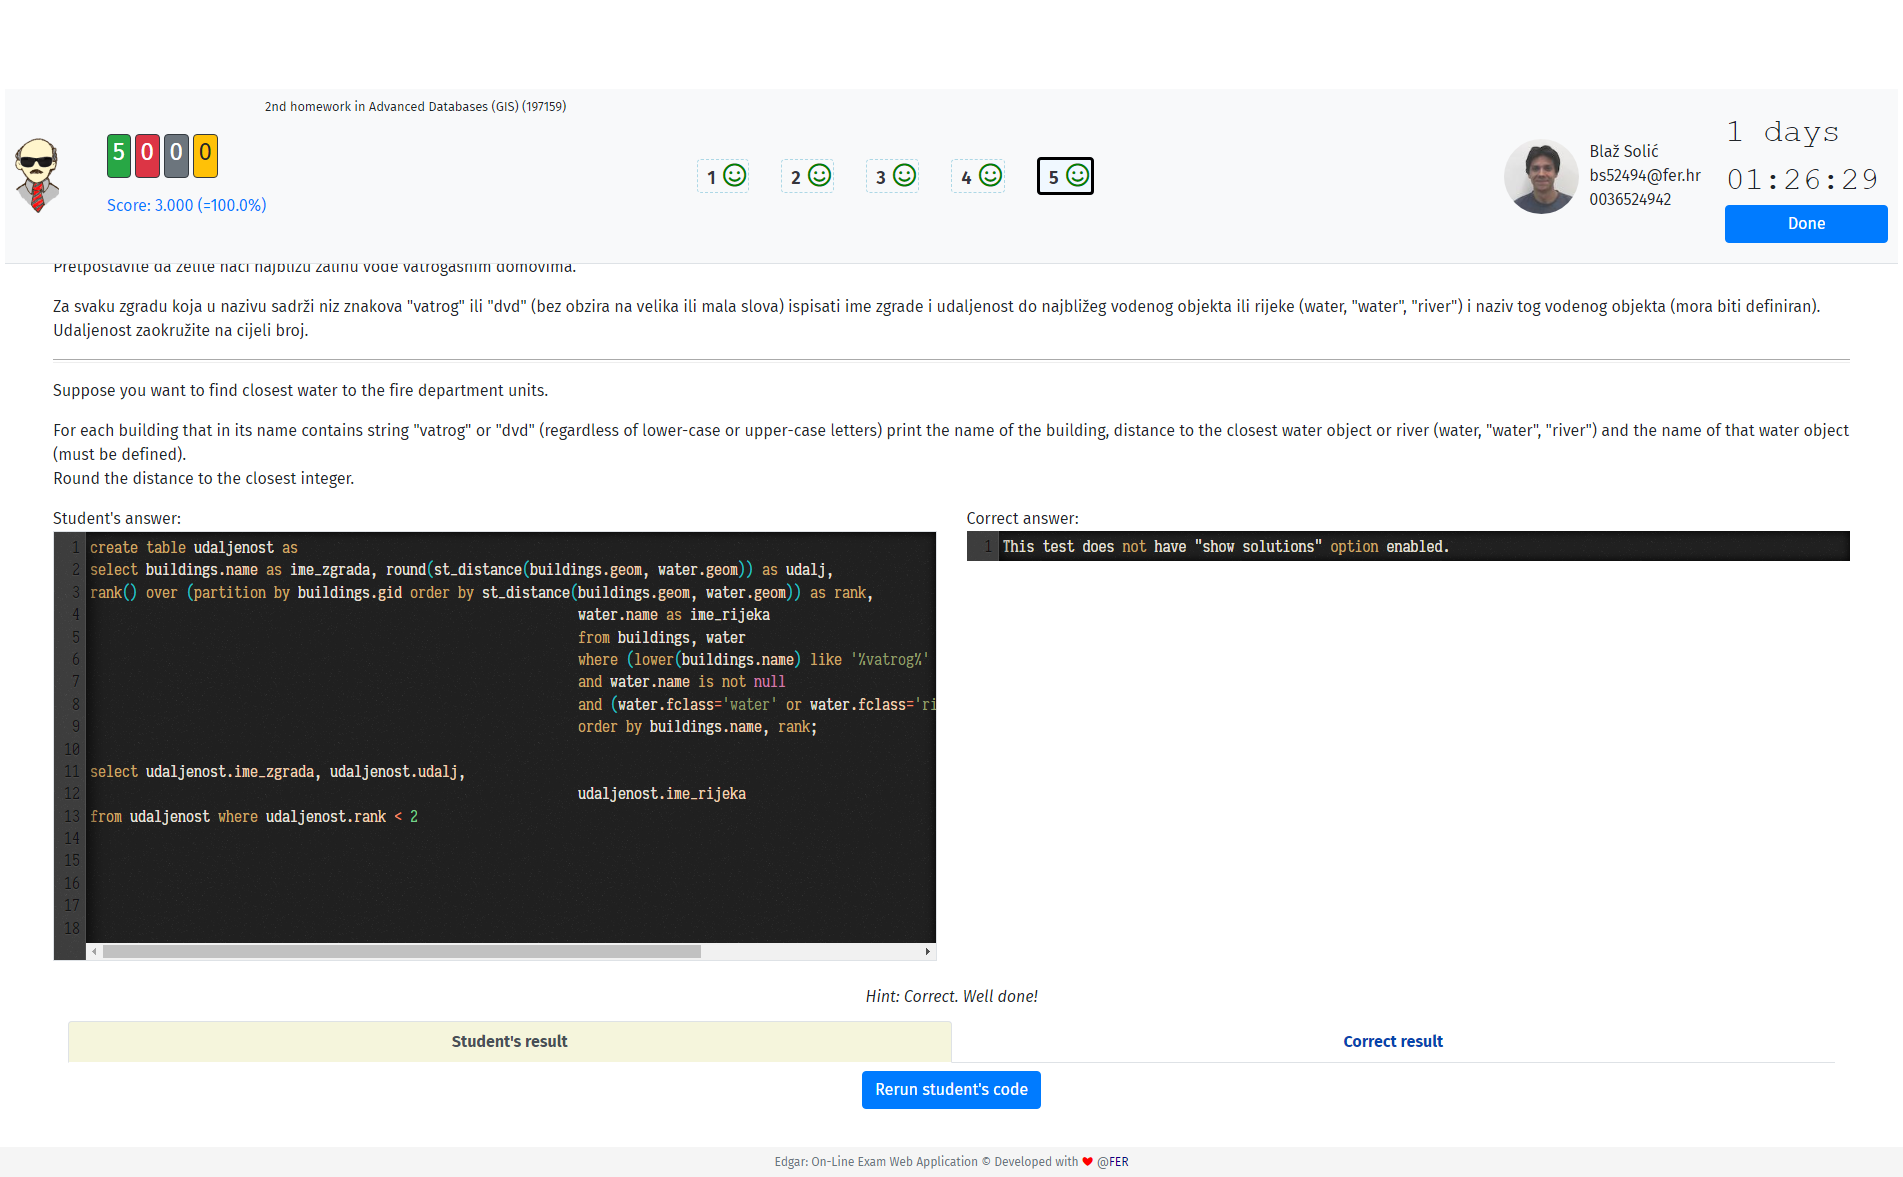 2nd homework in Advanced Databases (GIS) (197159)
5 0 0 0
Score: 3.000 (=100.0%)
1 2 3 4 5
Blaž Solić
bs52494@fer.hr
0036524942
1 days
01:26:29
Done
Pretpostavite da želite naći najbližu zalihu vode vatrogasnim domovima.
Za svaku zgradu koja u nazivu sadrži niz znakova "vatrog" ili "dvd" (bez obzira na velika ili mala slova) ispisati ime zgrade i udaljenost do najbližeg vodenog objekta ili rijeke (water, "water", "river") i naziv tog vodenog objekta (mora biti definiran).
Udaljenost zaokružite na cijeli broj.
Suppose you want to find closest water to the fire department units.
For each building that in its name contains string "vatrog" or "dvd" (regardless of lower-case or upper-case letters) print the name of the building, distance to the closest water object or river (water, "water", "river") and the name of that water object
(must be defined).
Round the distance to the closest integer.
Student's answer:
1 create table udaljenost as
2 select buildings.name as ime_zgrada, round(st_distance(buildings.geom, water.geom)) as udalj,
3 rank() over (partition by buildings.gid order by st_distance(buildings.geom, water.geom)) as rank,
4 water.name as ime_rijeka
5 from buildings, water
6 where (lower(buildings.name) like '%vatrog%'
7 and water.name is not null
8 and (water.fclass='water' or water.fclass='ri
9 order by buildings.name, rank;
10
11 select udaljenost.ime_zgrada, udaljenost.udalj,
12 udaljenost.ime_rijeka
13 from udaljenost where udaljenost.rank < 2
14
15
16
17
18
Correct answer:
1 This test does not have "show solutions" option enabled.
Hint: Correct. Well done!
Student's result
Correct result
Rerun student's code
Edgar: On-Line Exam Web Application © Developed with ❤ @FER